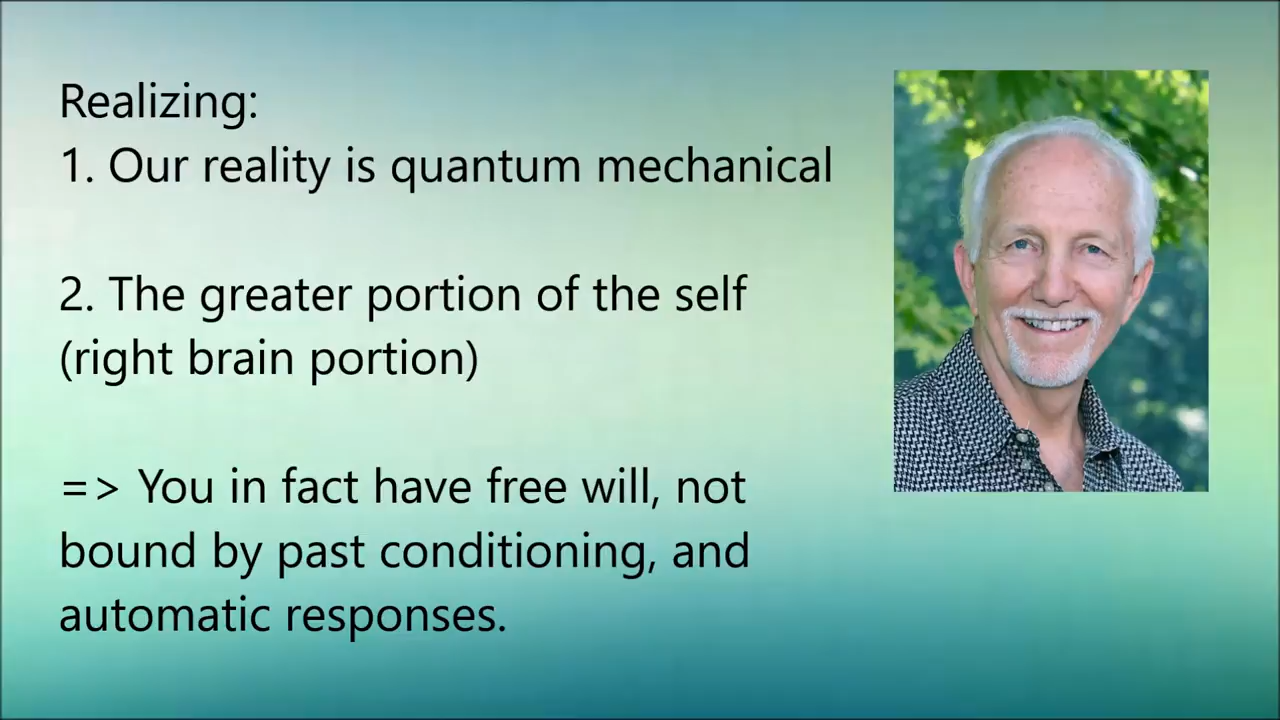 Realizing:
1. Our reality is quantum mechanical
2. The greater portion of the self
(right brain portion)
=> You in fact have free will, not
bound by past conditioning, and
automatic responses.